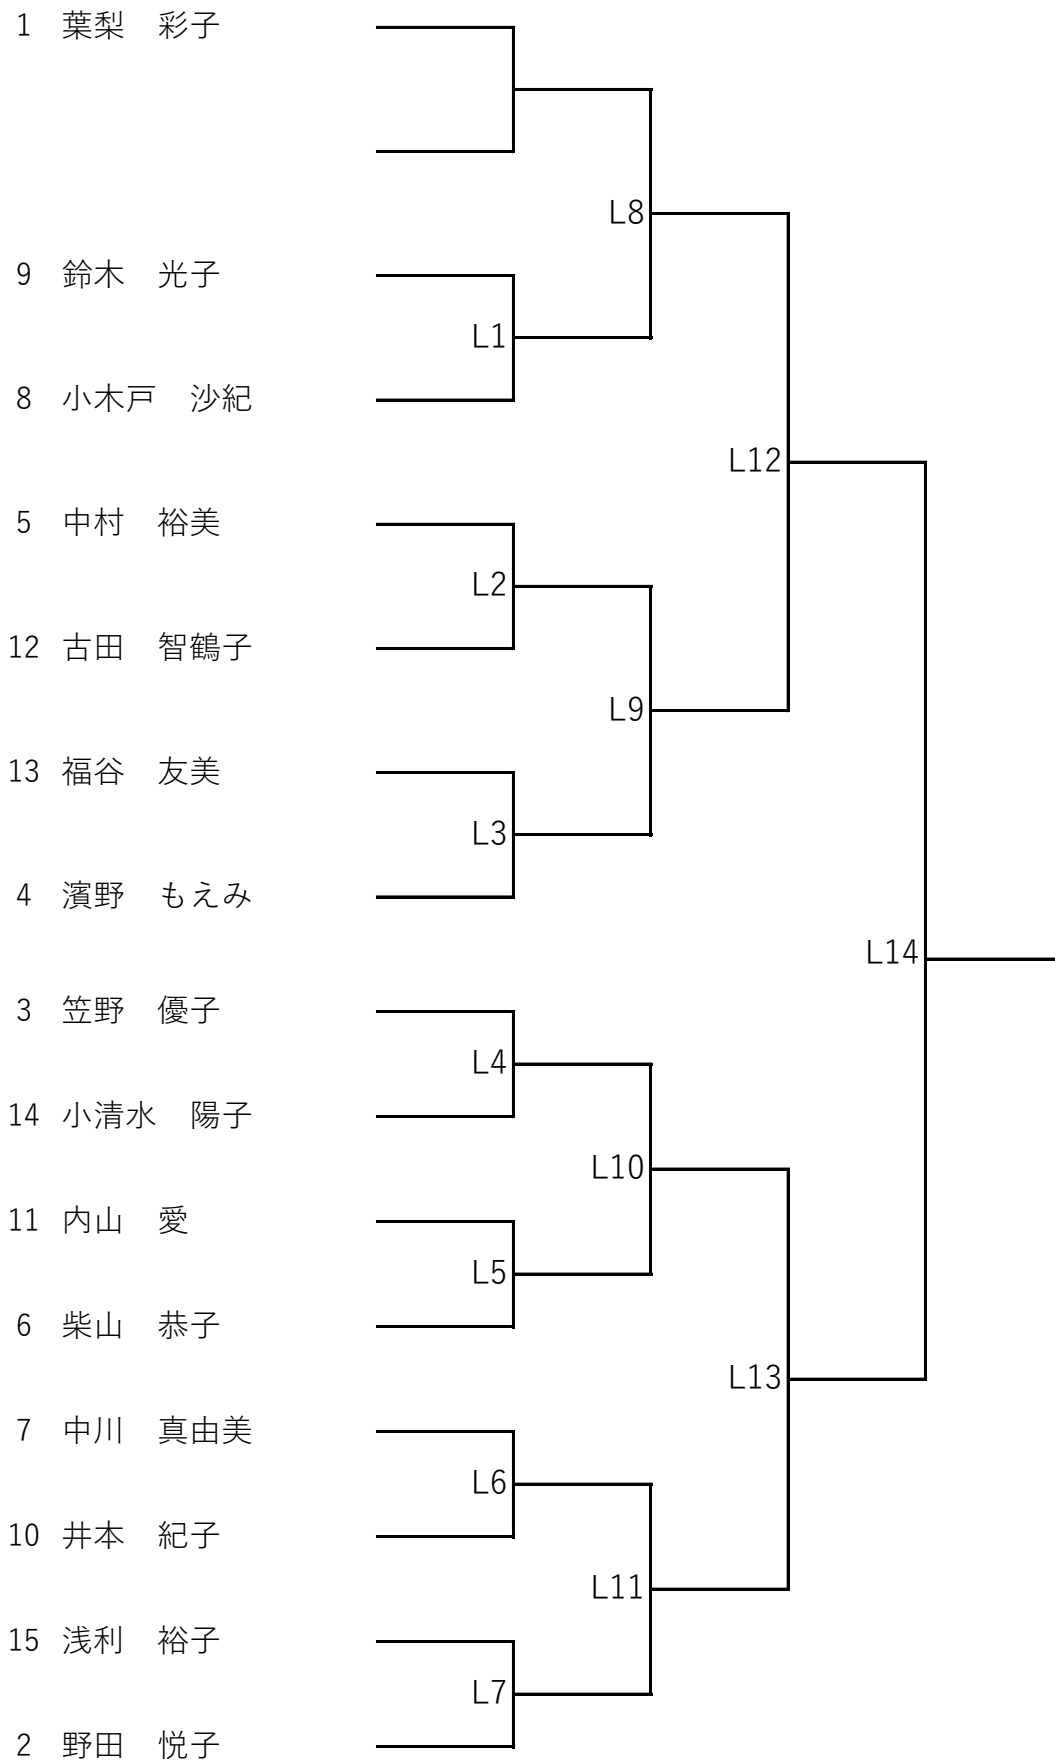 1 葉梨 彩子
L8
9 鈴木 光子
L1
8 小木戸 沙紀
L12
5 中村 裕美
L2
12 古田 智鶴子
L9
13 福谷 友美
L3
4 濱野 もえみ
L14
3 笠野 優子
L4
14 小清水 陽子
L10
11 内山 愛
L5
6 柴山 恭子
L13
7 中川 真由美
L6
10 井本 紀子
L11
15 浅利 裕子
L7
2 野田 悦子